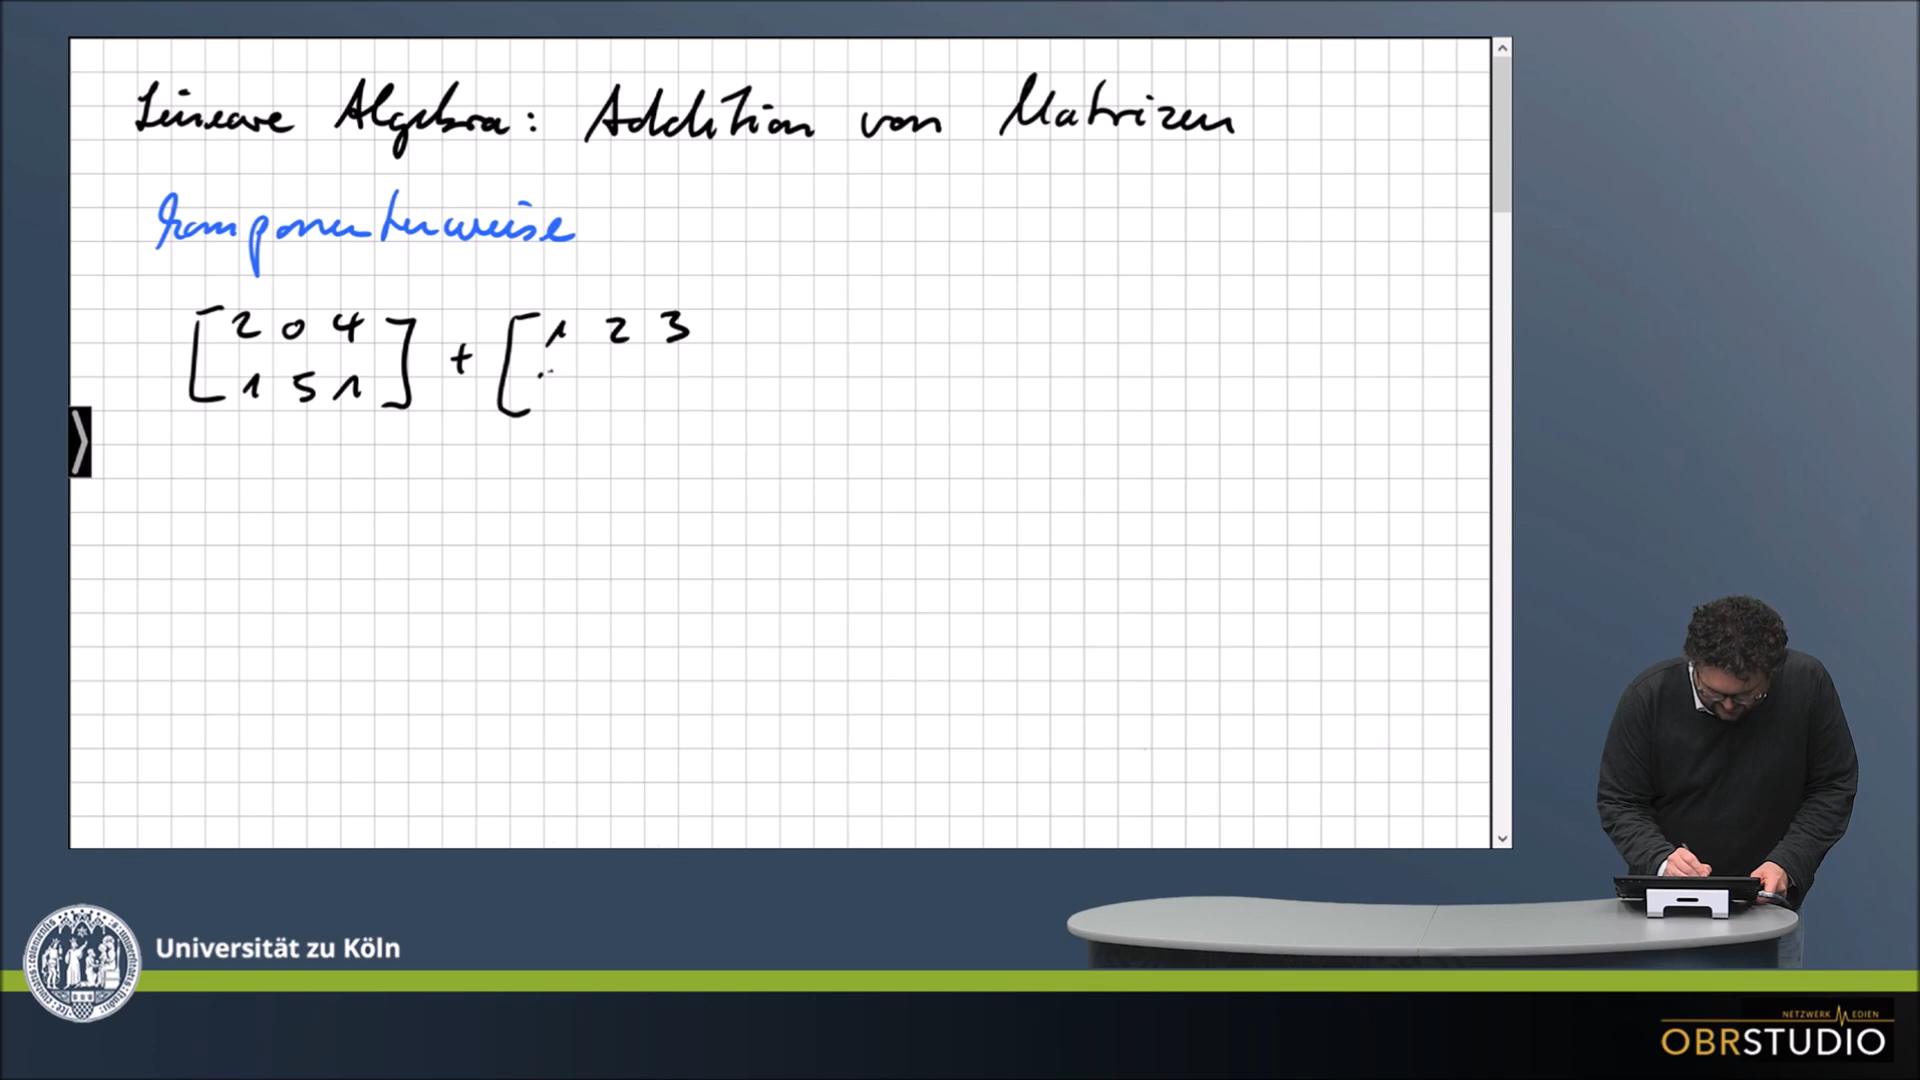 Lineare Algebra: Addition von Matrizen
komponentenweise
[ 2 0 4 ] + [ 1 2 3
1 5 1
Universität zu Köln
NETZWERK MEDIEN
OBRSTUDIO